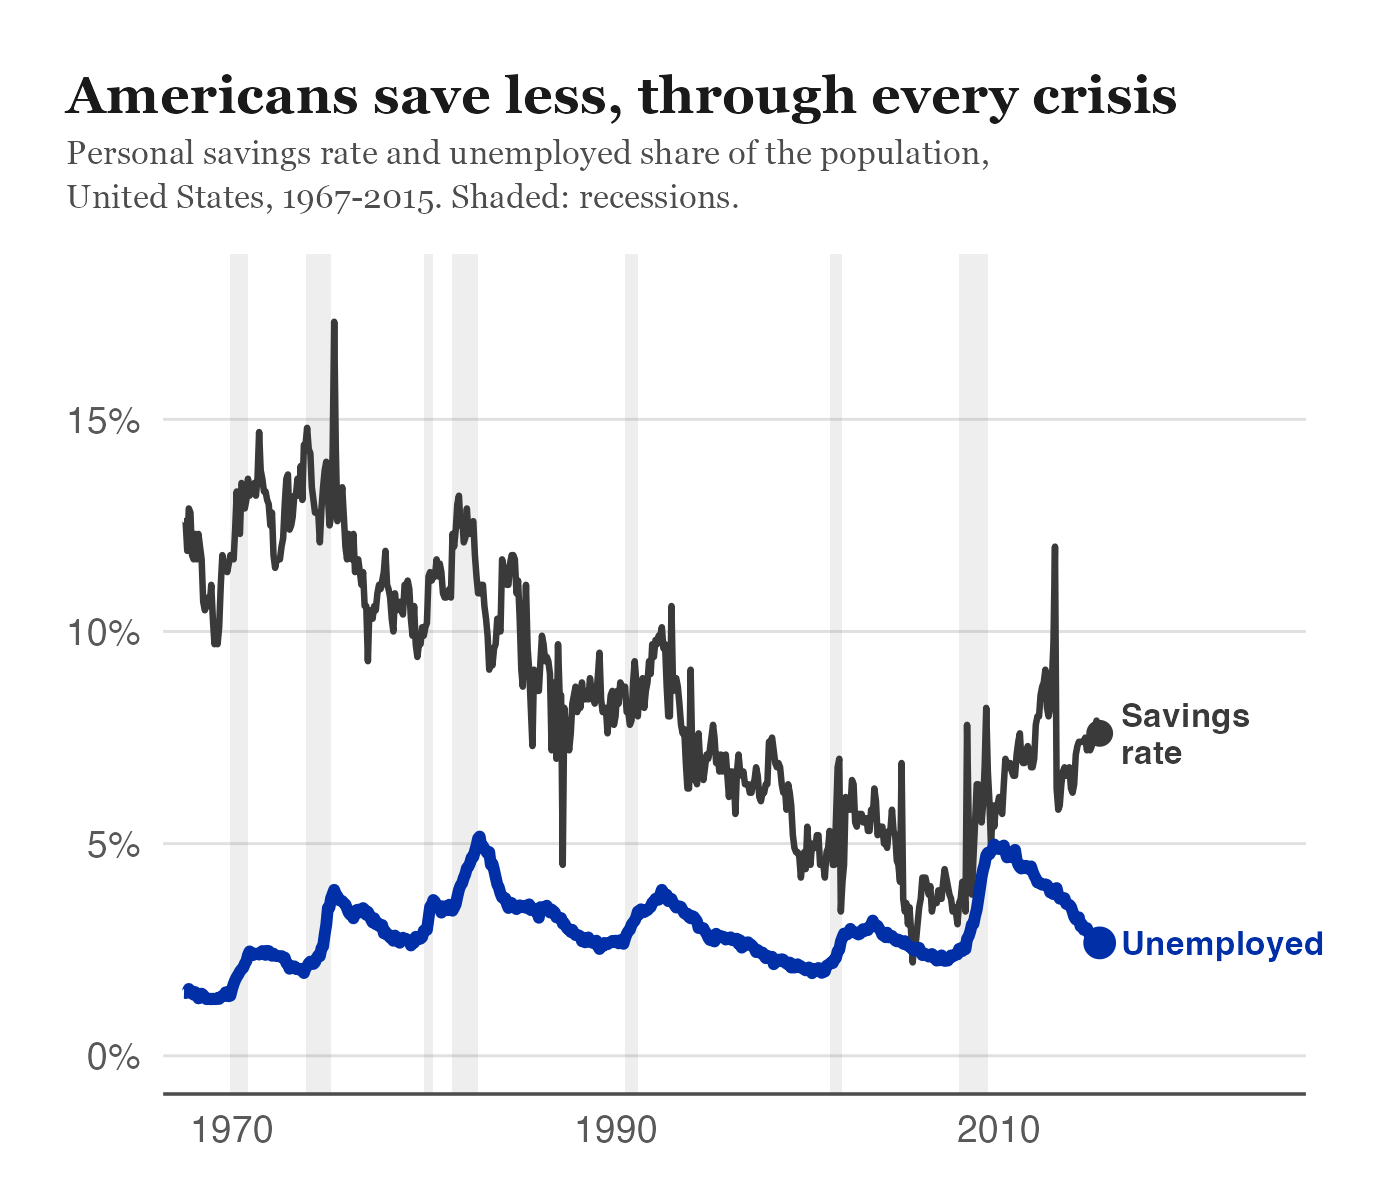 Americans save less, through every crisis
Personal savings rate and unemployed share of the population,
United States, 1967-2015. Shaded: recessions.
15%
10%
5%
0%
Savings
rate
Unemployed
1970
1990
2010